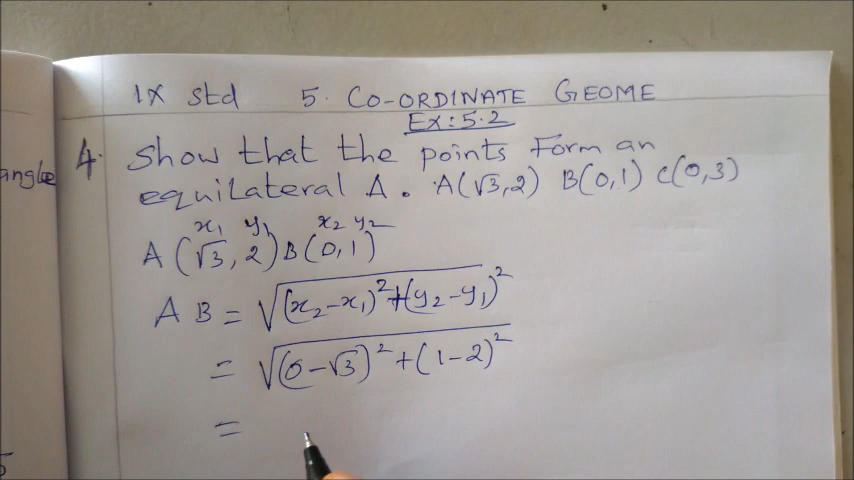 IX Std 5. CO-ORDINATE GEOME
Ex: 5.2
angle
4. Show that the points Form an
equilateral Δ. A(√3, 2) B(0, 1) C(0, 3)
x₁ y₁ x₂ y₂
A (√3, 2) B(0, 1)
AB = √(x₂-x₁)²+(y₂-y₁)²
= √(0-√3)²+(1-2)²
=
5